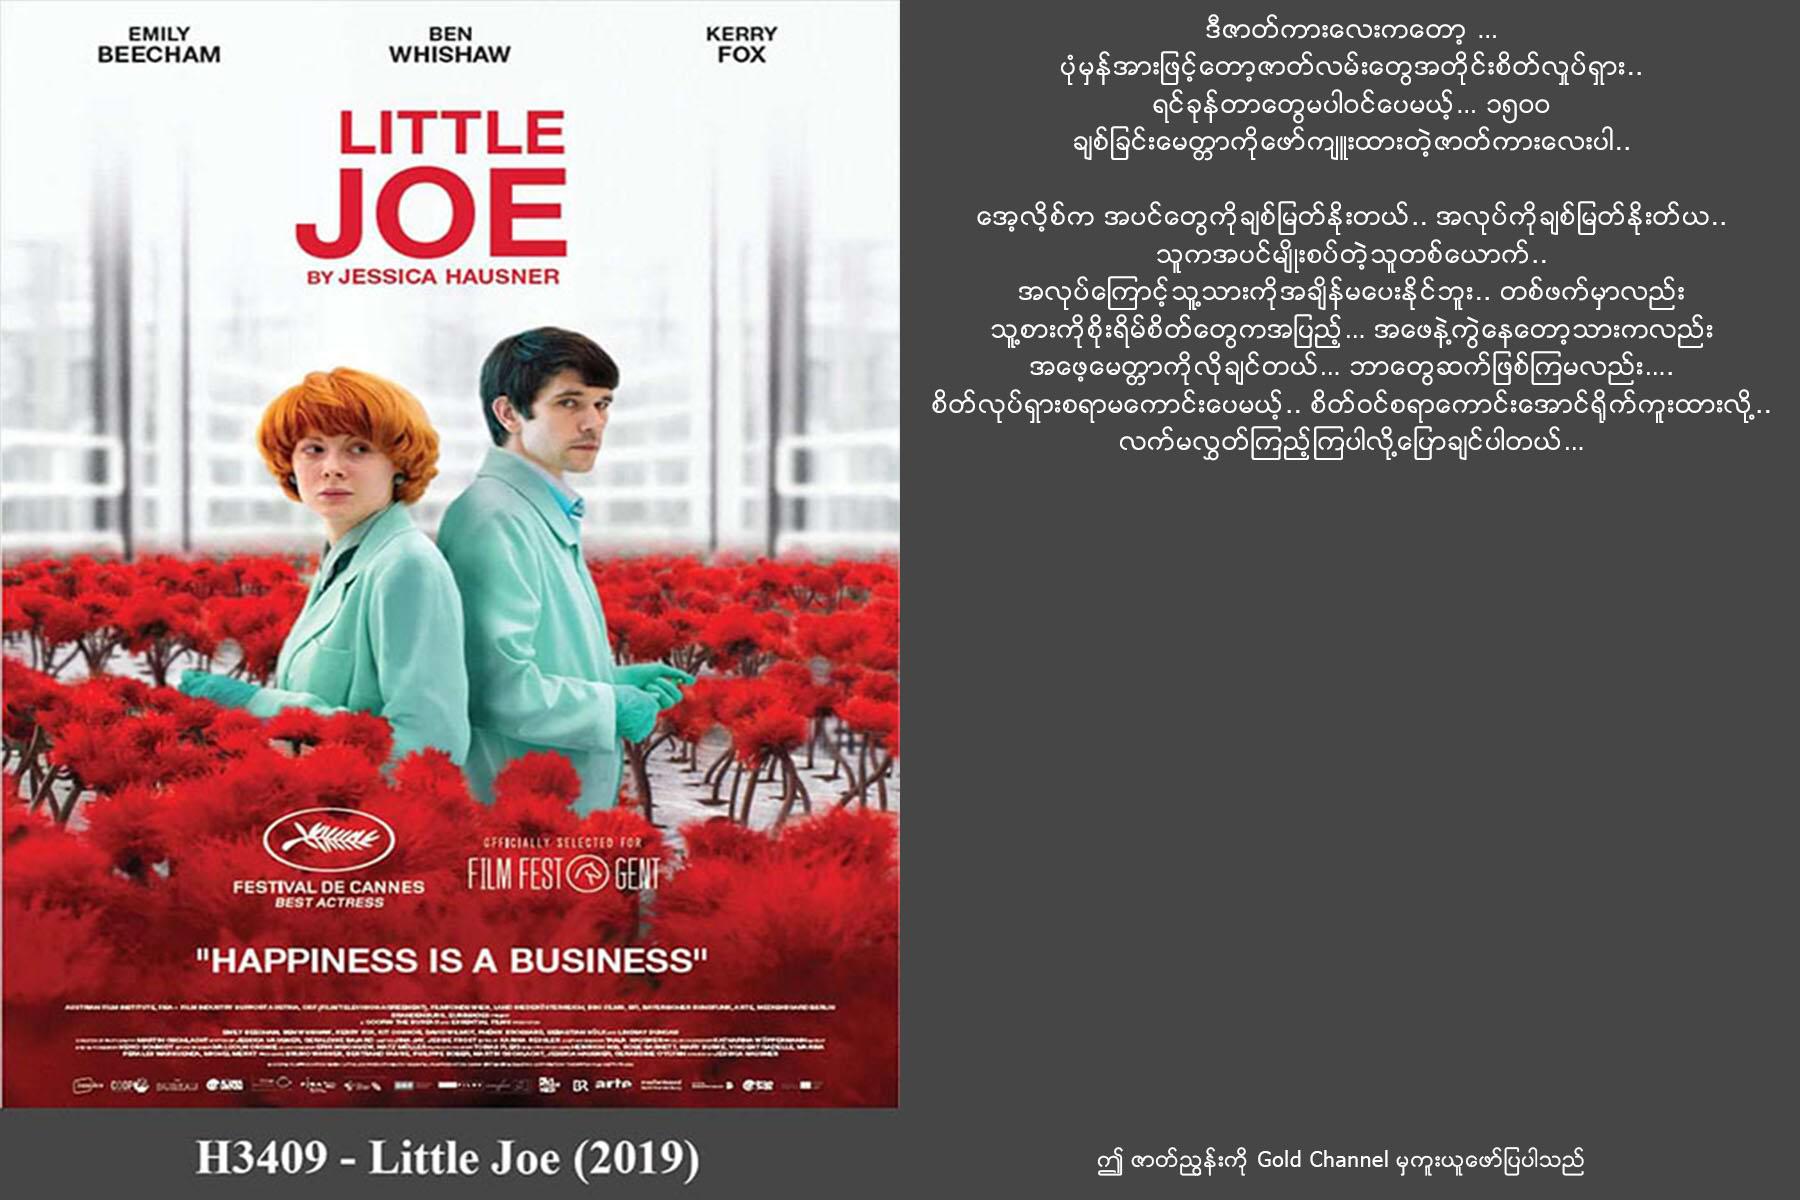 EMILY
BEECHAM
BEN
WHISHAW
KERRY
FOX
LITTLE
JOE
BY JESSICA HAUSNER
FESTIVAL DE CANNES
BEST ACTRESS
OFFICIALLY SELECTED FOR
FILM FEST GENT
"HAPPINESS IS A BUSINESS"
BR arte
H3409 - Little Joe (2019)
ဒီဇာတ်ကားလေးကတော့ ...
ပုံမှန်အားဖြင့်တော့ဇာတ်လမ်းတွေအတိုင်းစိတ်လှုပ်ရှား..
ရင်ခုန်တာတွေမပါဝင်ပေမယ့်... ၁၅၀၀
ချစ်ခြင်းမေတ္တာကိုဖော်ကျူးထားတဲ့ဇာတ်ကားလေးပါ..
အေ့လိ့စ်က အပင်တွေကိုချစ်မြတ်နိုးတယ်.. အလုပ်ကိုချစ်မြတ်နိုးတ်ယ..
သူကအပင်မျိုးစပ်တဲ့သူတစ်ယောက်..
အလုပ်ကြောင့်သူ့သားကိုအချိန်မပေးနိုင်ဘူး.. တစ်ဖက်မှာလည်း
သူ့စားကိုစိုးရိမ်စိတ်တွေကအပြည့်... အဖေနဲ့ကွဲနေတော့သားကလည်း
အဖေ့မေတ္တာကိုလိုချင်တယ်... ဘာတွေဆက်ဖြစ်ကြမလည်း....
စိတ်လုပ်ရှားစရာမကောင်းပေမယ့်.. စိတ်ဝင်စရာကောင်းအောင်ရိုက်ကူးထားလို့..
လက်မလွှတ်ကြည့်ကြပါလို့ပြောချင်ပါတယ်...
ဤ ဇာတ်ညွှန်းကို Gold Channel မှကူးယူဖော်ပြပါသည်